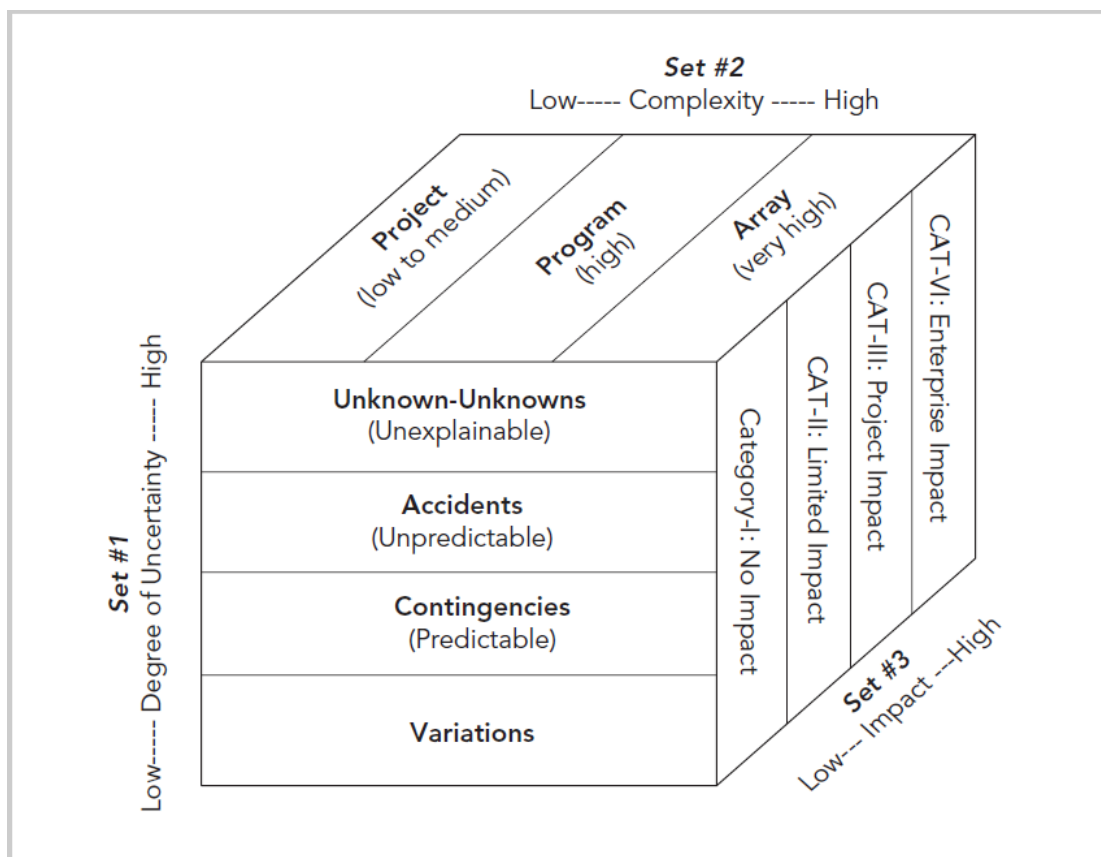 Set #2
Low----- Complexity ----- High
Project
(low to medium)
Program
(high)
Array
(very high)
Set #1
Low----- Degree of Uncertainty ----- High
Unknown-Unknowns
(Unexplainable)
Accidents
(Unpredictable)
Contingencies
(Predictable)
Variations
Category-I: No Impact
CAT-II: Limited Impact
CAT-III: Project Impact
CAT-VI: Enterprise Impact
Set #3
Low--- Impact ---High